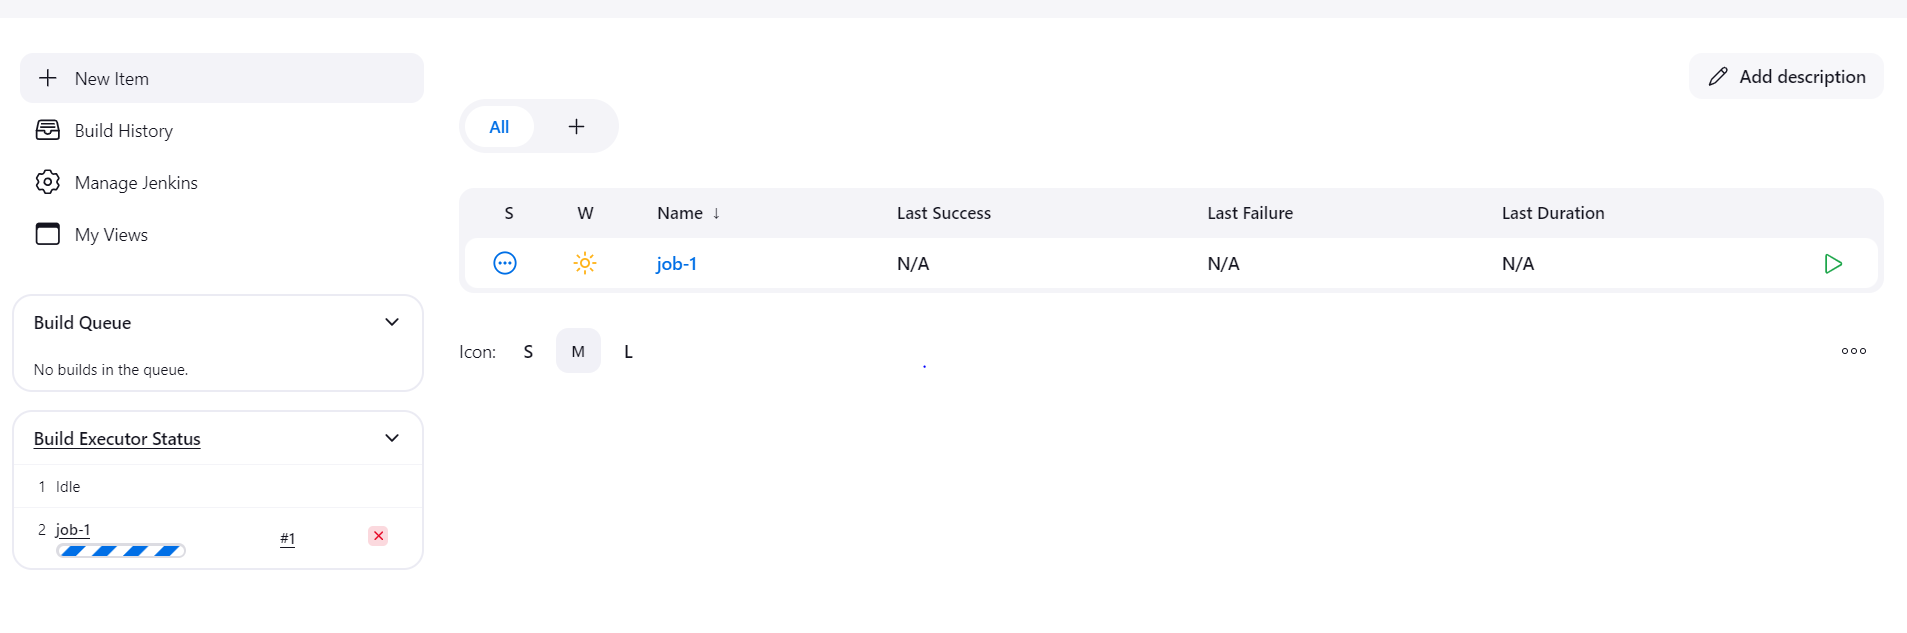 New Item
Build History
Manage Jenkins
My Views
Build Queue
No builds in the queue.
Build Executor Status
1 Idle
2 job-1 #1
Add description
All
S W Name ↓ Last Success Last Failure Last Duration
job-1 N/A N/A N/A
Icon: S M L